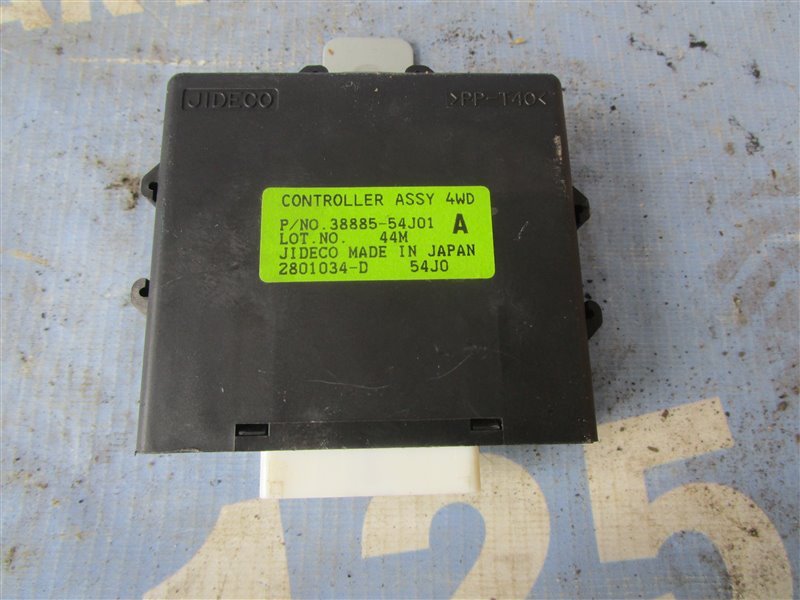 JIDECO
>PP-T40<
CONTROLLER ASSY 4WD
P/NO.38885-54J01 A
LOT.NO. 44M
JIDECO MADE IN JAPAN
2801034-D 54J0
125